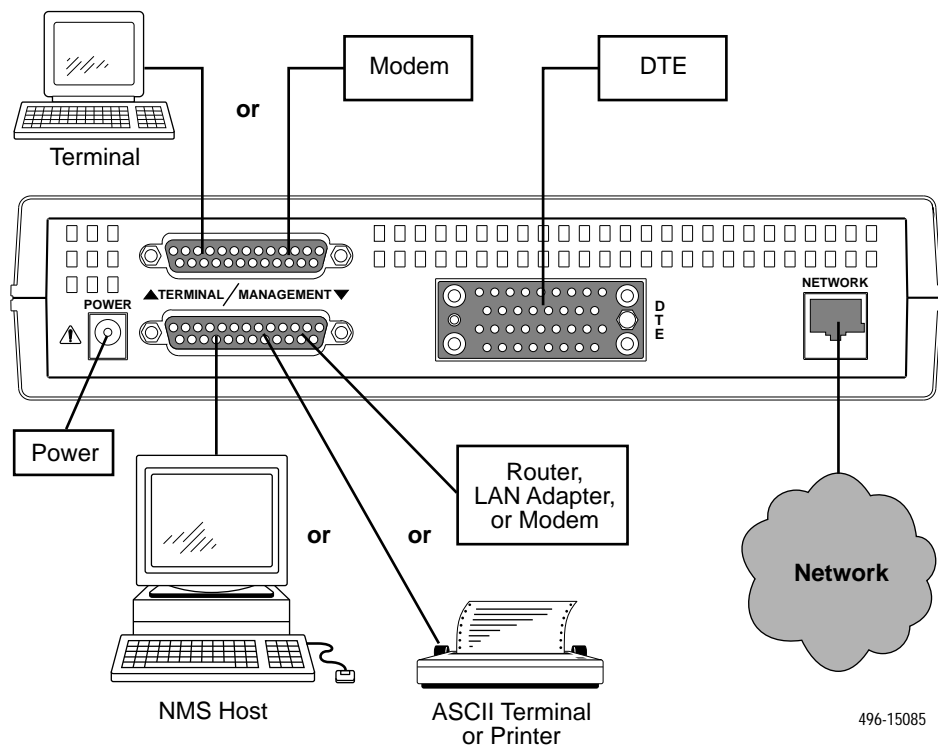 Modem
DTE
or
Terminal
NETWORK
▲TERMINAL / MANAGEMENT▼
POWER
DTE
Power
Router,
LAN Adapter,
or Modem
or
or
Network
NMS Host
ASCII Terminal
or Printer
496-15085